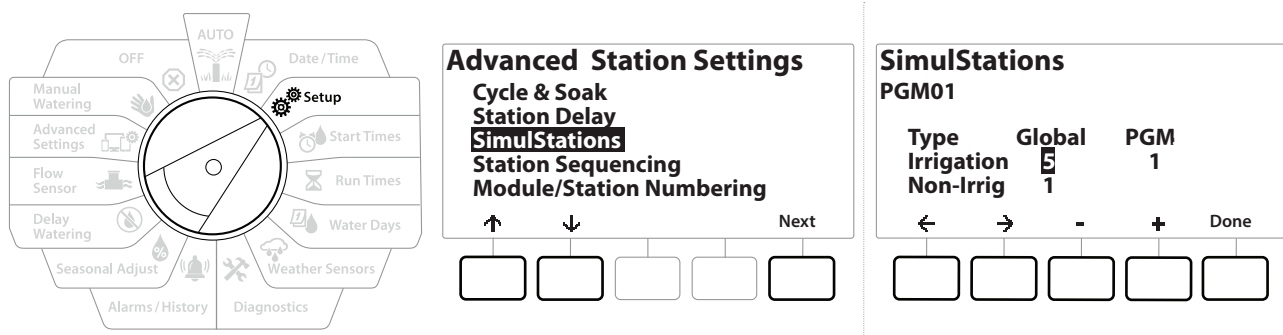 AUTO
OFF
Date / Time
Manual
Watering
Setup
Advanced
Settings
Start Times
Flow
Sensor
Run Times
Delay
Watering
Water Days
Seasonal Adjust
Weather Sensors
Alarms / History
Diagnostics
Advanced Station Settings
Cycle & Soak
Station Delay
SimulStations
Station Sequencing
Module/Station Numbering
↑ ↓ Next
SimulStations
PGM01
Type Global PGM
Irrigation 5 1
Non-Irrig 1
← → - + Done